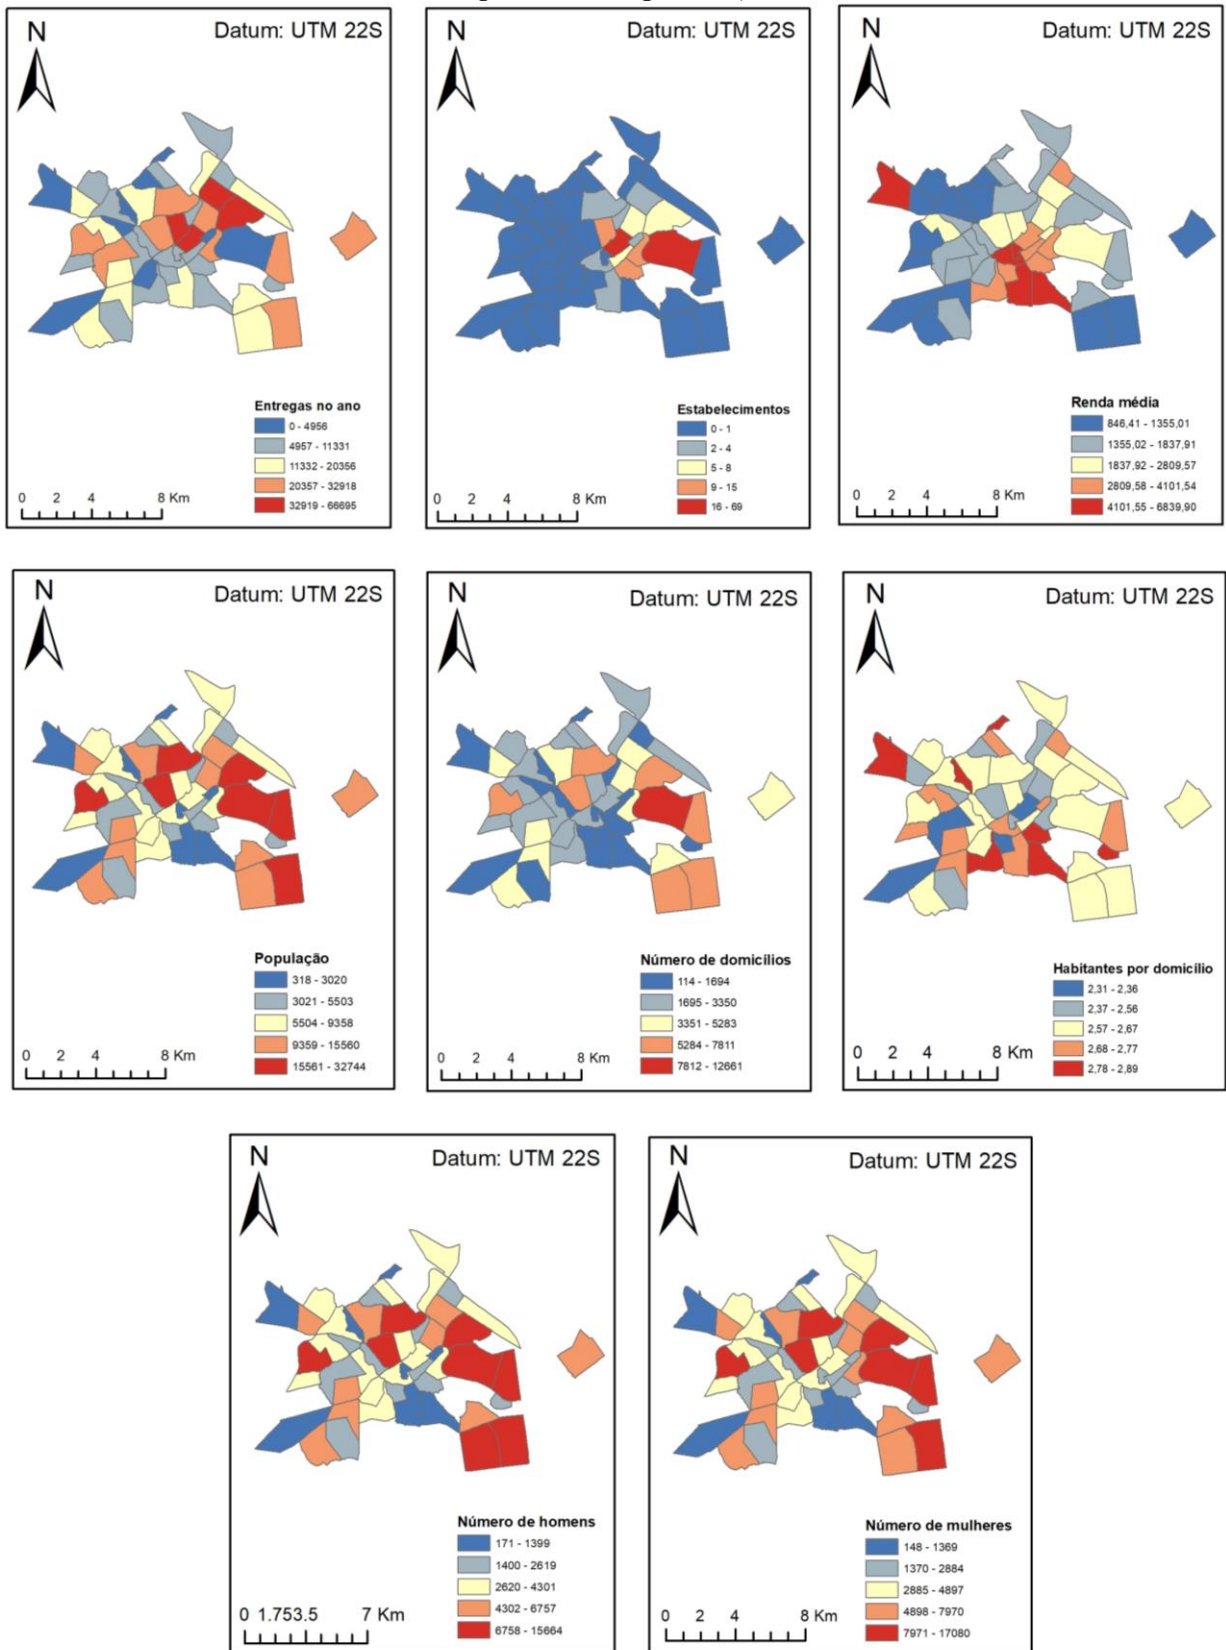 N
Datum: UTM 22S
Entregas no ano
0 - 4956
4957 - 11331
11332 - 20356
20357 - 32918
32919 - 66695
0 2 4 8 Km
N
Datum: UTM 22S
Estabelecimentos
0 - 1
2 - 4
5 - 8
9 - 15
16 - 69
0 2 4 8 Km
N
Datum: UTM 22S
Renda média
846,41 - 1355,01
1355,02 - 1837,91
1837,92 - 2809,57
2809,58 - 4101,54
4101,55 - 6839,90
0 2 4 8 Km
N
Datum: UTM 22S
População
318 - 3020
3021 - 5503
5504 - 9358
9359 - 15560
15561 - 32744
0 2 4 8 Km
N
Datum: UTM 22S
Número de domicílios
114 - 1694
1695 - 3350
3351 - 5283
5284 - 7811
7812 - 12661
0 2 4 8 Km
N
Datum: UTM 22S
Habitantes por domicílio
2,31 - 2,36
2,37 - 2,56
2,57 - 2,67
2,68 - 2,77
2,78 - 2,89
0 2 4 8 Km
N
Datum: UTM 22S
Número de homens
171 - 1399
1400 - 2619
2620 - 4301
4302 - 6757
6758 - 15664
0 1.753.5 7 Km
N
Datum: UTM 22S
Número de mulheres
148 - 1369
1370 - 2884
2885 - 4897
4898 - 7970
7971 - 17080
0 2 4 8 Km